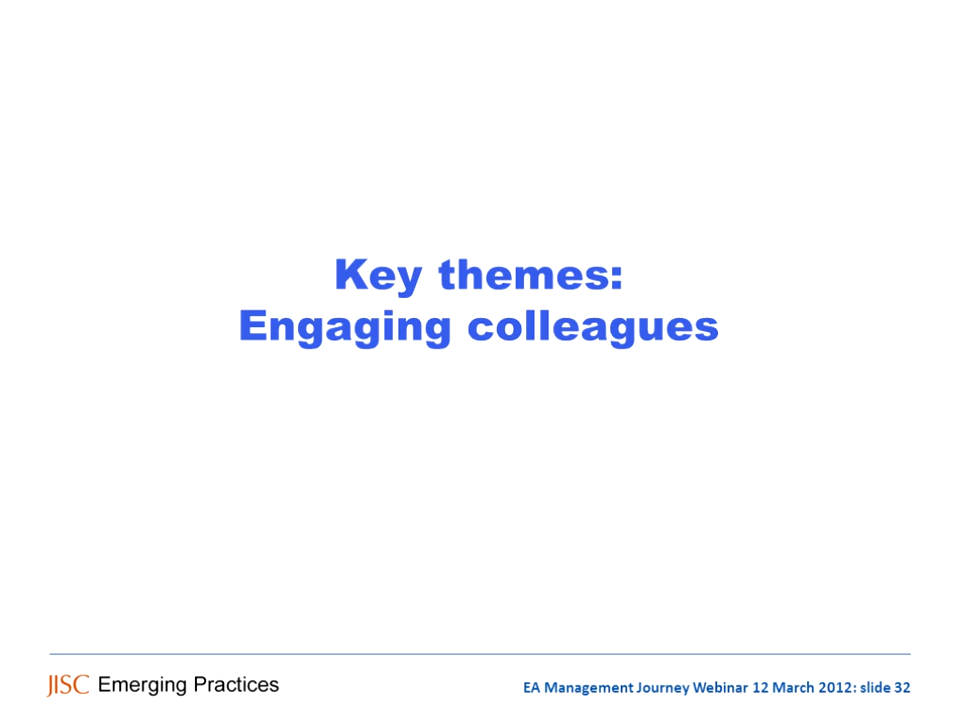 Key themes:
Engaging colleagues
JISC Emerging Practices
EA Management Journey Webinar 12 March 2012: slide 32